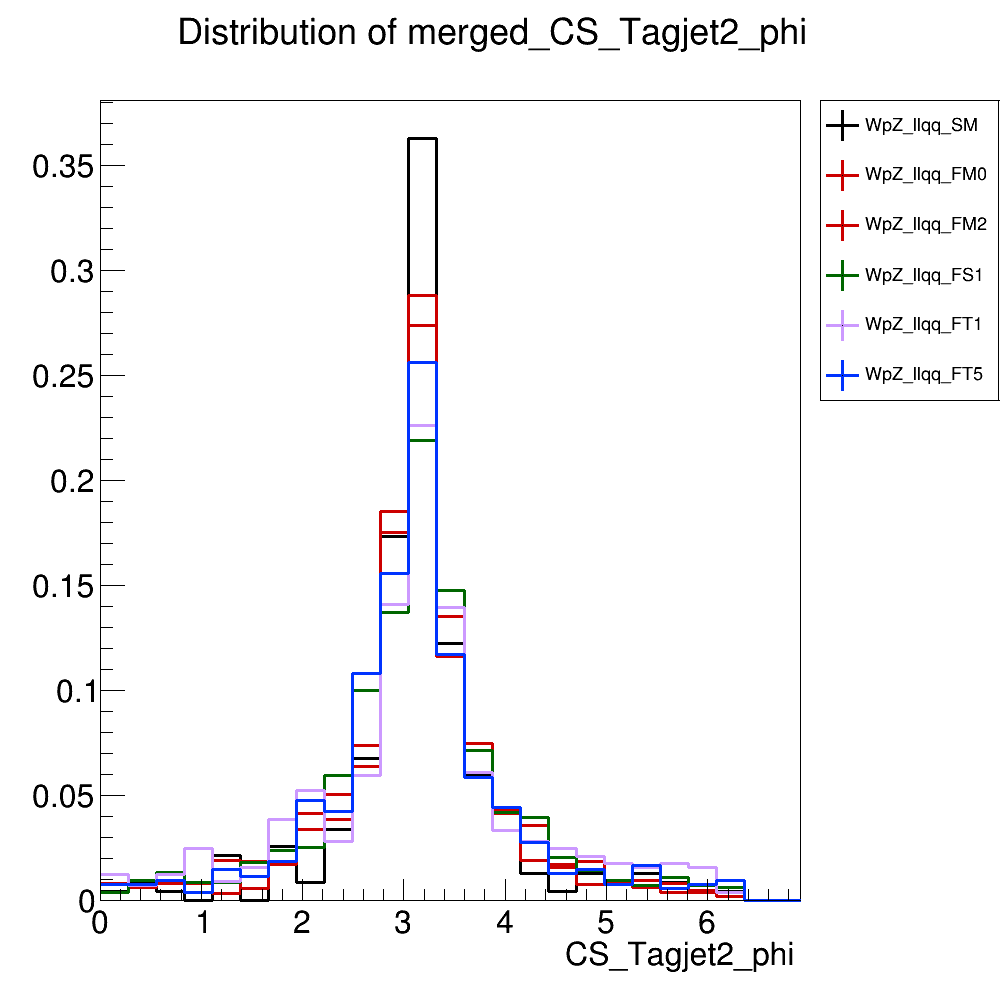 Distribution of merged_CS_Tagjet2_phi
WpZ_llqq_SM
WpZ_llqq_FM0
WpZ_llqq_FM2
WpZ_llqq_FS1
WpZ_llqq_FT1
WpZ_llqq_FT5
0.35
0.3
0.25
0.2
0.15
0.1
0.05
0
0 1 2 3 4 5 6
CS_Tagjet2_phi